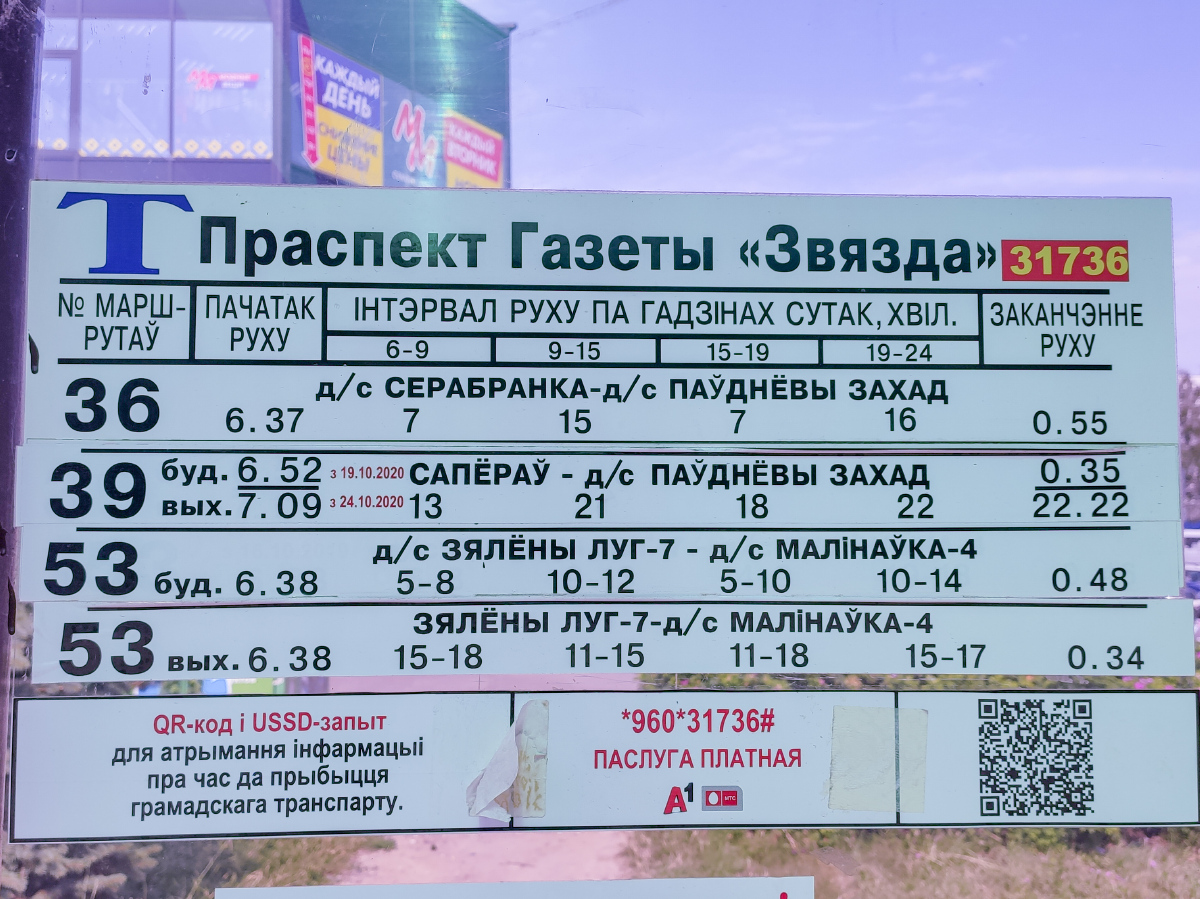 КАЖДЫЙ
ДЕНЬ
СНИЖЕНИЕ
ЦЕНЫ
КАЖДЫЙ
ВТОРНИК
Т Праспект Газеты «Звязда» 31736
№ МАРШ-
РУТАЎ
ПАЧАТАК
РУХУ
ІНТЭРВАЛ РУХУ ПА ГАДЗІНАХ СУТАК, ХВІЛ.
6-9 9-15 15-19 19-24
ЗАКАНЧЭННЕ
РУХУ
36 д/с СЕРАБРАНКА-д/с ПАЎДНЁВЫ ЗАХАД
6.37 7 15 7 16 0.55
39 буд. 6.52 з 19.10.2020 САПЁРАЎ - д/с ПАЎДНЁВЫ ЗАХАД 0.35
вых. 7.09 з 24.10.2020 13 21 18 22 22.22
53 д/с ЗЯЛЁНЫ ЛУГ-7 - д/с МАЛіНАЎКА-4
буд. 6.38 5-8 10-12 5-10 10-14 0.48
53 ЗЯЛЁНЫ ЛУГ-7-д/с МАЛіНАЎКА-4
вых. 6.38 15-18 11-15 11-18 15-17 0.34
QR-код і USSD-запыт
для атрымання інфармацыі
пра час да прыбыцця
грамадскага транспарту.
*960*31736#
ПАСЛУГА ПЛАТНАЯ
А1 МТС